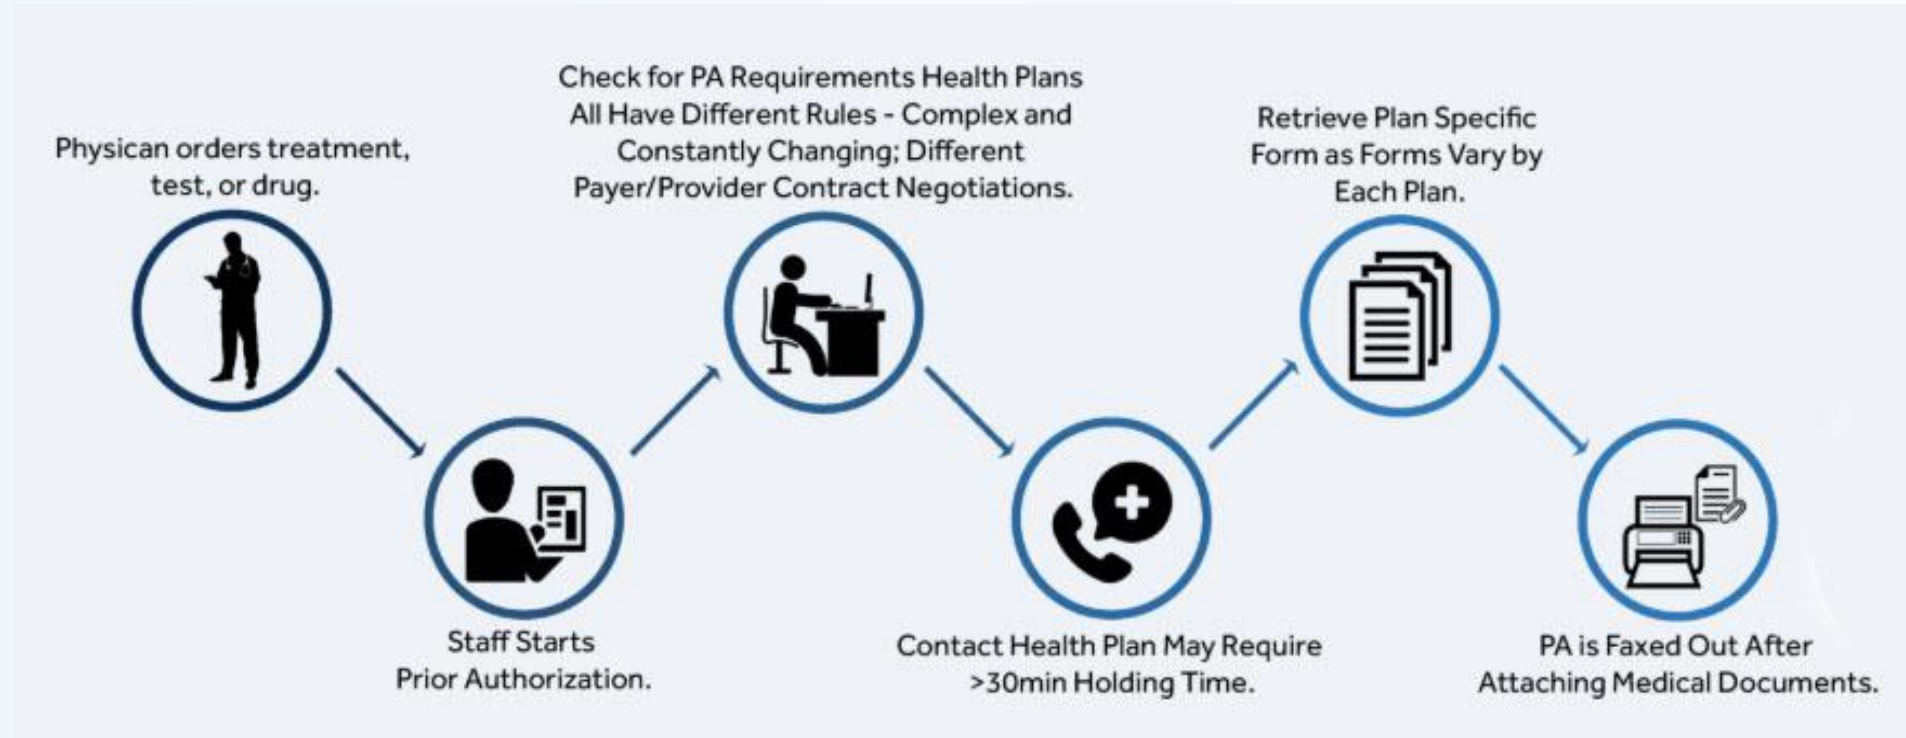 Physican orders treatment,
test, or drug.
Staff Starts
Prior Authorization.
Check for PA Requirements Health Plans
All Have Different Rules - Complex and
Constantly Changing; Different
Payer/Provider Contract Negotiations.
Contact Health Plan May Require
>30min Holding Time.
Retrieve Plan Specific
Form as Forms Vary by
Each Plan.
PA is Faxed Out After
Attaching Medical Documents.